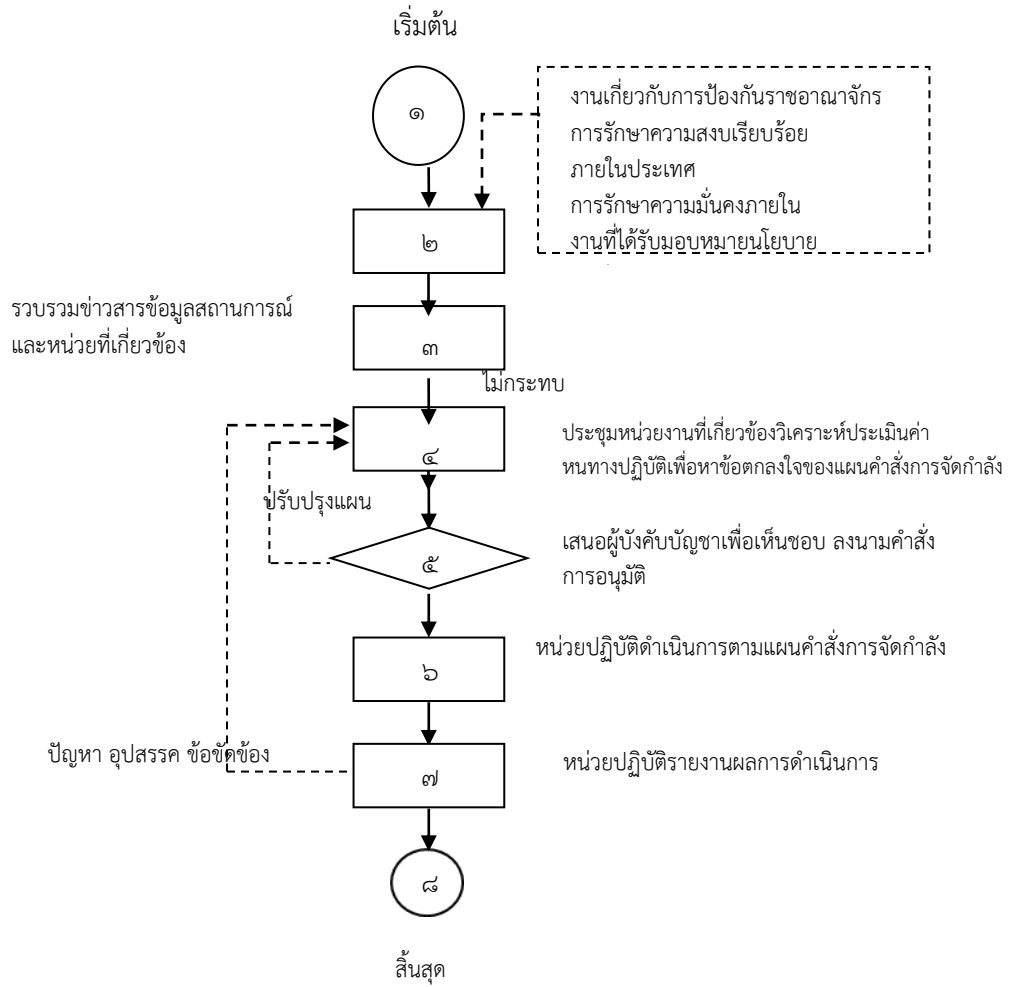 เริ่มต้น
๑
งานเกี่ยวกับการป้องกันราชอาณาจักร
การรักษาความสงบเรียบร้อย
ภายในประเทศ
การรักษาความมั่นคงภายใน
งานที่ได้รับมอบหมายนโยบาย
๒
รวบรวมข่าวสารข้อมูลสถานการณ์
และหน่วยที่เกี่ยวข้อง
๓
ไม่กระทบ
๔
ประชุมหน่วยงานที่เกี่ยวข้องวิเคราะห์ประเมินค่า
หนทางปฏิบัติเพื่อหาข้อตกลงใจของแผนคำสั่งการจัดกำลัง
ปรับปรุงแผน
๕
เสนอผู้บังคับบัญชาเพื่อเห็นชอบ ลงนามคำสั่ง
การอนุมัติ
๖
หน่วยปฏิบัติดำเนินการตามแผนคำสั่งการจัดกำลัง
ปัญหา อุปสรรค ข้อขัดข้อง
๗
หน่วยปฏิบัติรายงานผลการดำเนินการ
๘
สิ้นสุด